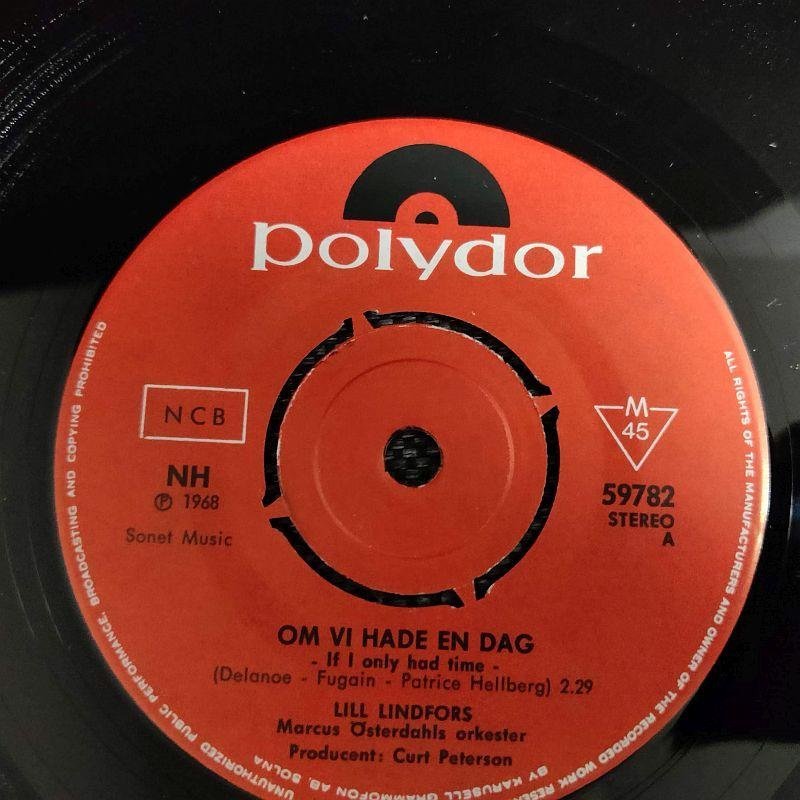 polydor
NCB
NH
℗ 1968
Sonet Music
M
45
59782
STEREO
A
OM VI HADE EN DAG
- If I only had time -
(Delanoe - Fugain - Patrice Hellberg) 2.29
LILL LINDFORS
Marcus Österdahls orkester
Producent: Curt Peterson
ALL RIGHTS OF THE MANUFACTURERS AND OWNER OF THE RECORDED WORK RESERVED
UNAUTHORIZED PUBLIC PERFORMANCE, BROADCASTING AND COPYING PROHIBITED
BY KARUSELL GRAMMOFON AB, SOLNA